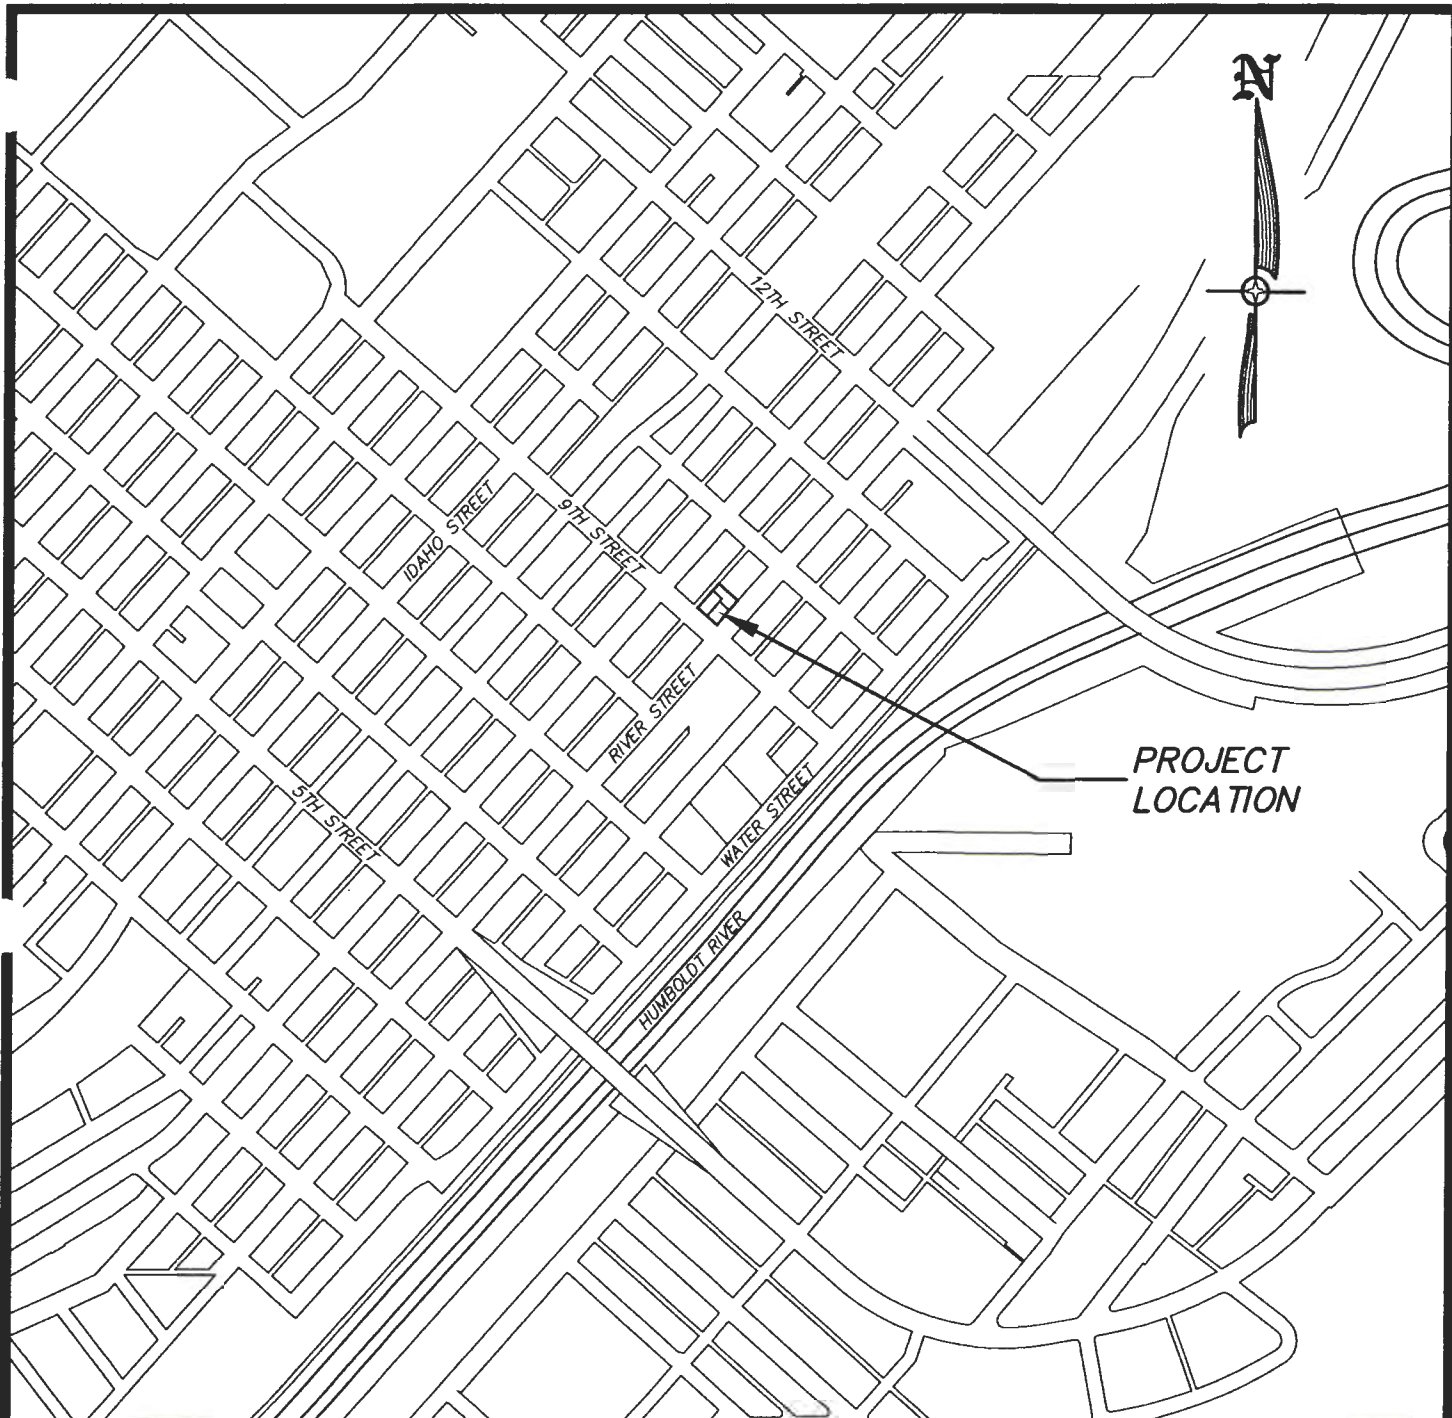 N
12TH STREET
IDAHO STREET
9TH STREET
RIVER STREET
PROJECT
LOCATION
5TH STREET
WATER STREET
HUMBOLDT RIVER